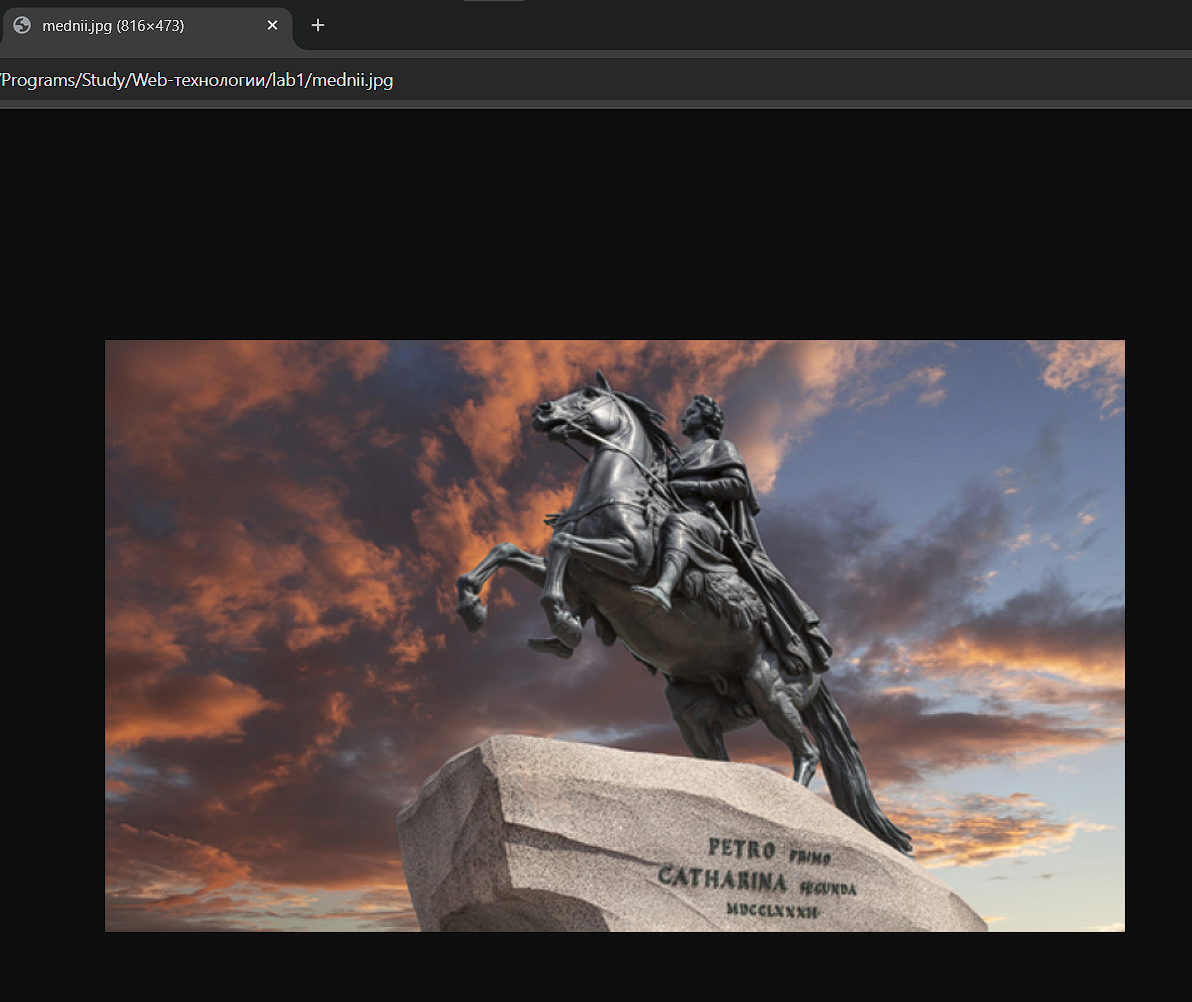 mednii.jpg (816×473)
/Programs/Study/Web-технологии/lab1/mednii.jpg
PETRO PRIMO
CATHARINA SECUNDA
MDCCLXXXII